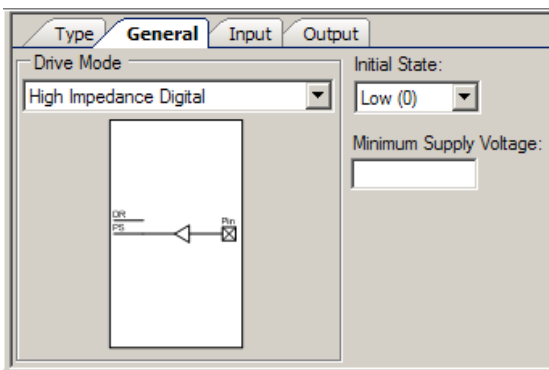 Type General Input Output
Drive Mode
High Impedance Digital
DR
PS
Pin
Initial State:
Low (0)
Minimum Supply Voltage: